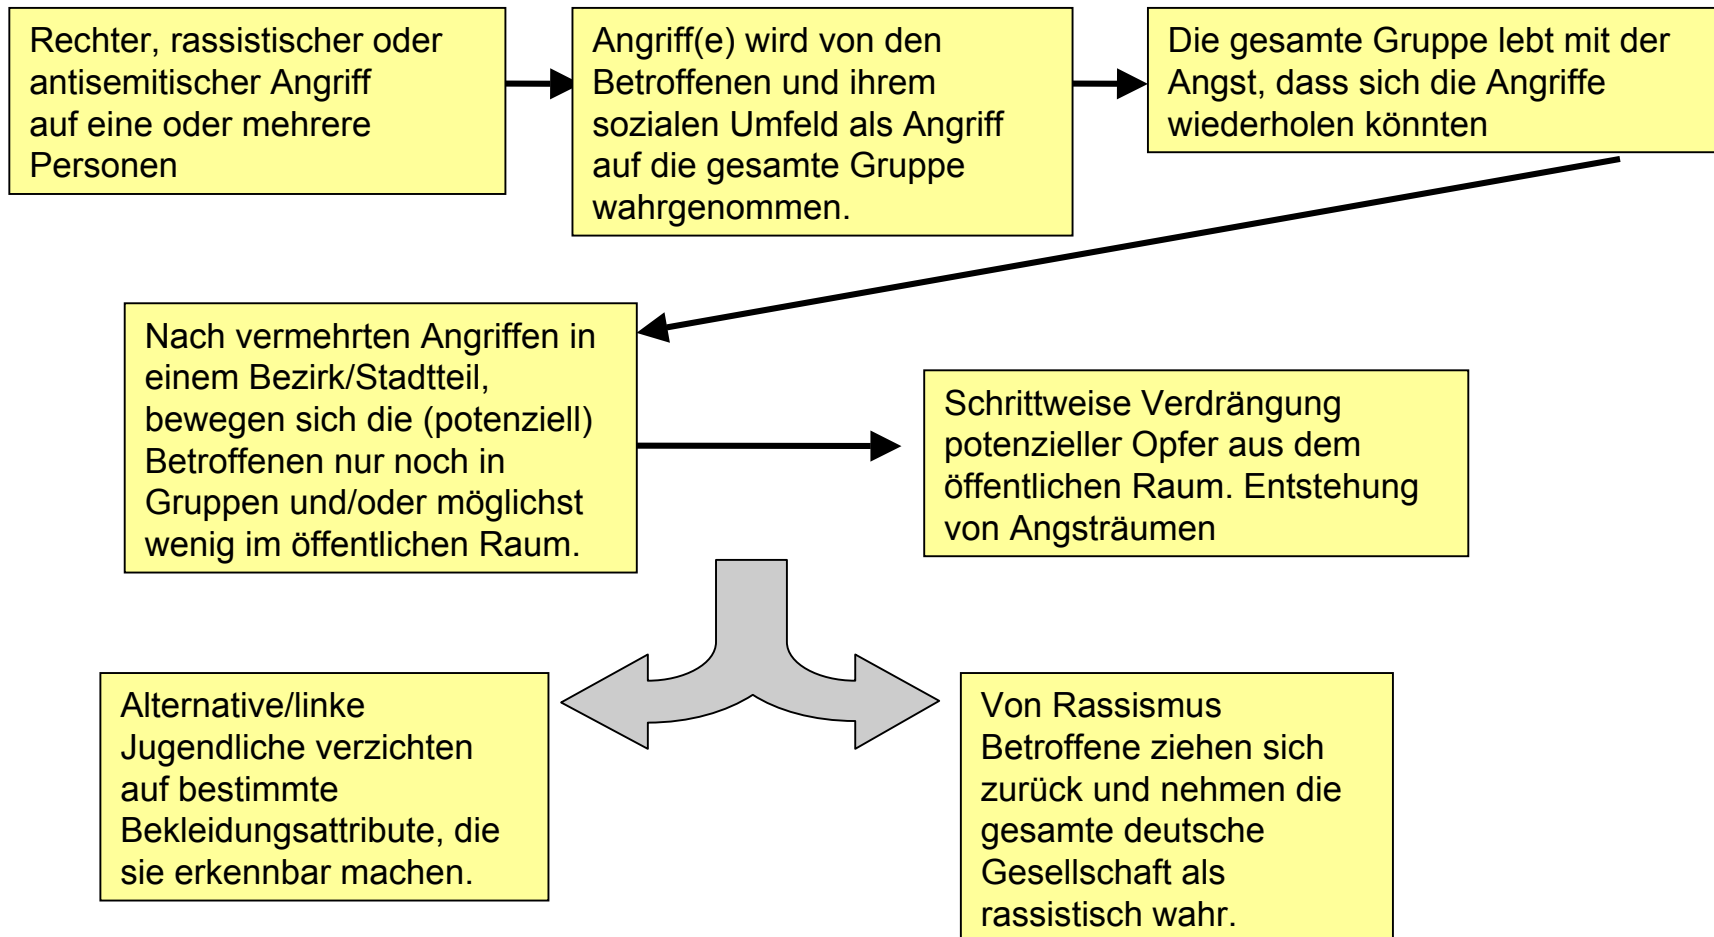 Rechter, rassistischer oder
antisemitischer Angriff
auf eine oder mehrere
Personen
Angriff(e) wird von den
Betroffenen und ihrem
sozialen Umfeld als Angriff
auf die gesamte Gruppe
wahrgenommen.
Die gesamte Gruppe lebt mit der
Angst, dass sich die Angriffe
wiederholen könnten
Nach vermehrten Angriffen in
einem Bezirk/Stadtteil,
bewegen sich die (potenziell)
Betroffenen nur noch in
Gruppen und/oder möglichst
wenig im öffentlichen Raum.
Schrittweise Verdrängung
potenzieller Opfer aus dem
öffentlichen Raum. Entstehung
von Angsträumen
Alternative/linke
Jugendliche verzichten
auf bestimmte
Bekleidungsattribute, die
sie erkennbar machen.
Von Rassismus
Betroffene ziehen sich
zurück und nehmen die
gesamte deutsche
Gesellschaft als
rassistisch wahr.